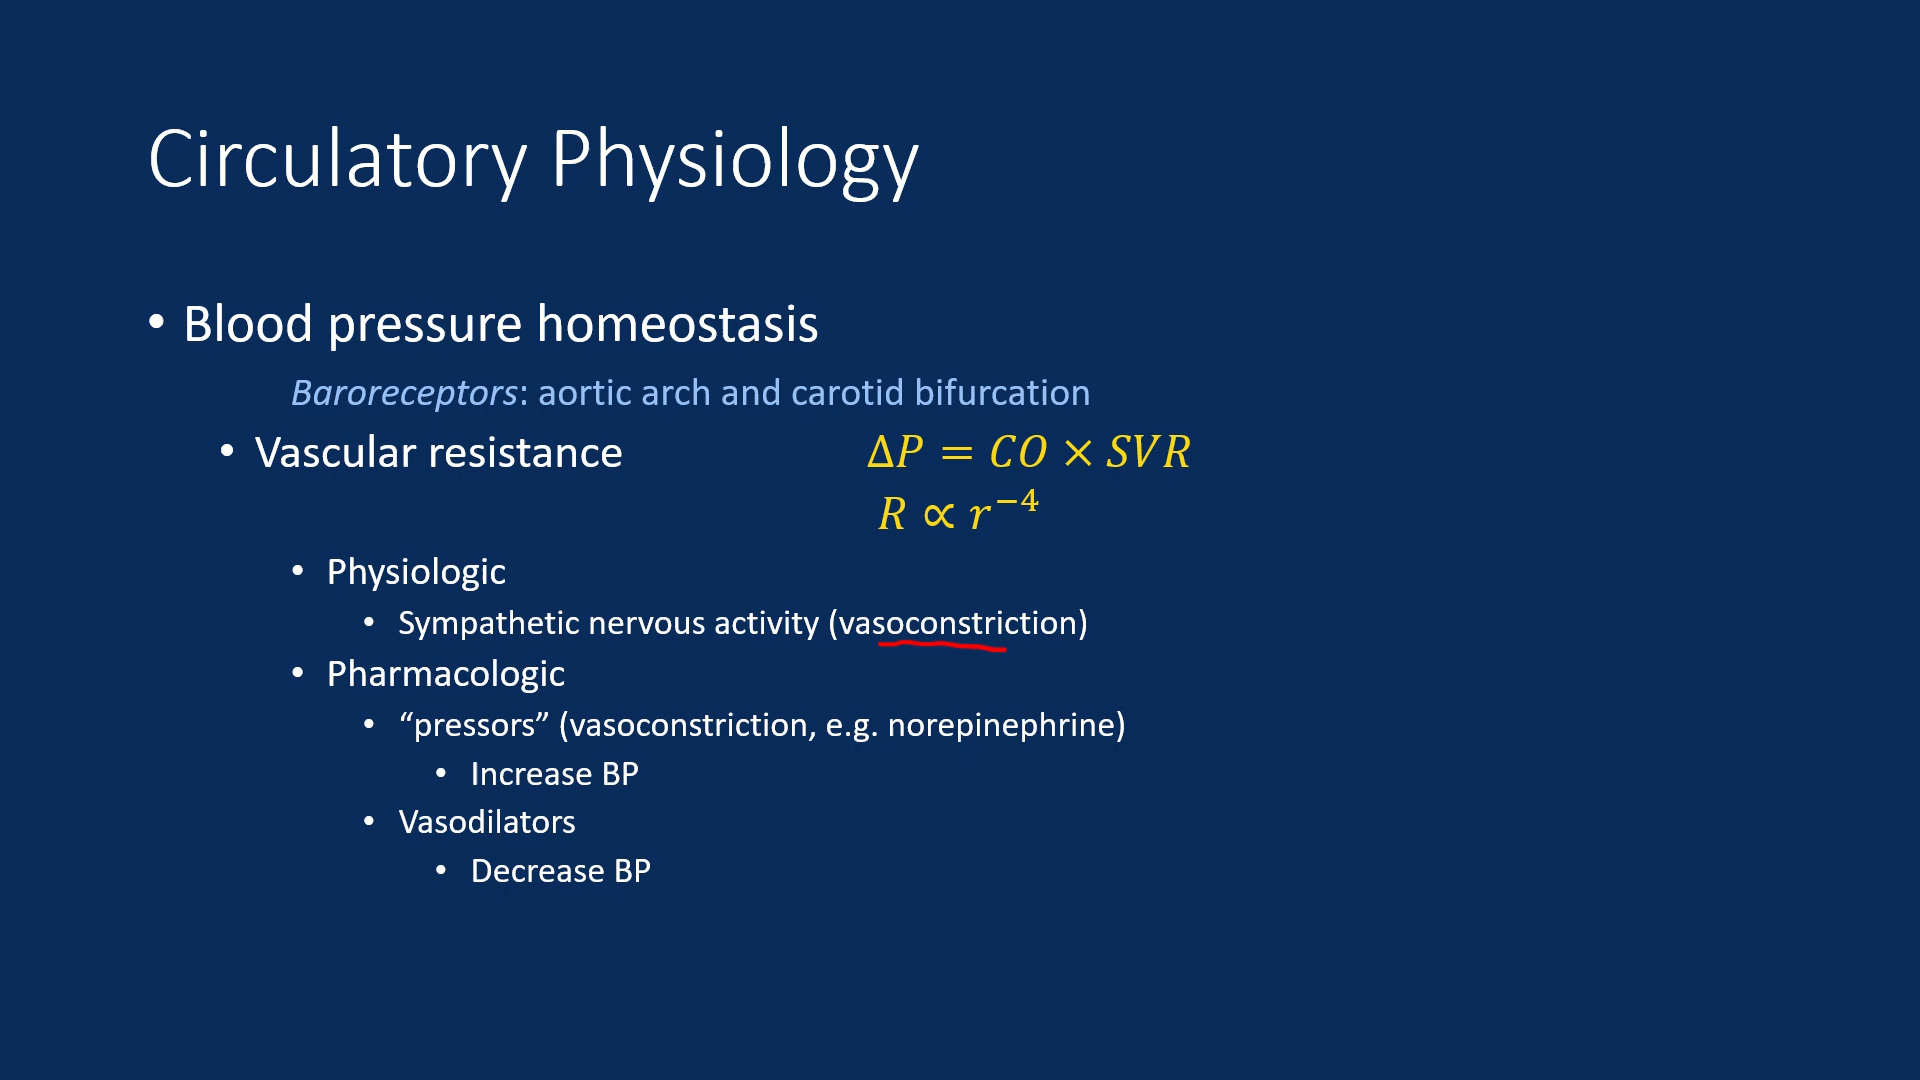 Circulatory Physiology
• Blood pressure homeostasis
Baroreceptors: aortic arch and carotid bifurcation
• Vascular resistance ΔP = CO × SVR
R ∝ r⁻⁴
• Physiologic
• Sympathetic nervous activity (vasoconstriction)
• Pharmacologic
• “pressors” (vasoconstriction, e.g. norepinephrine)
• Increase BP
• Vasodilators
• Decrease BP